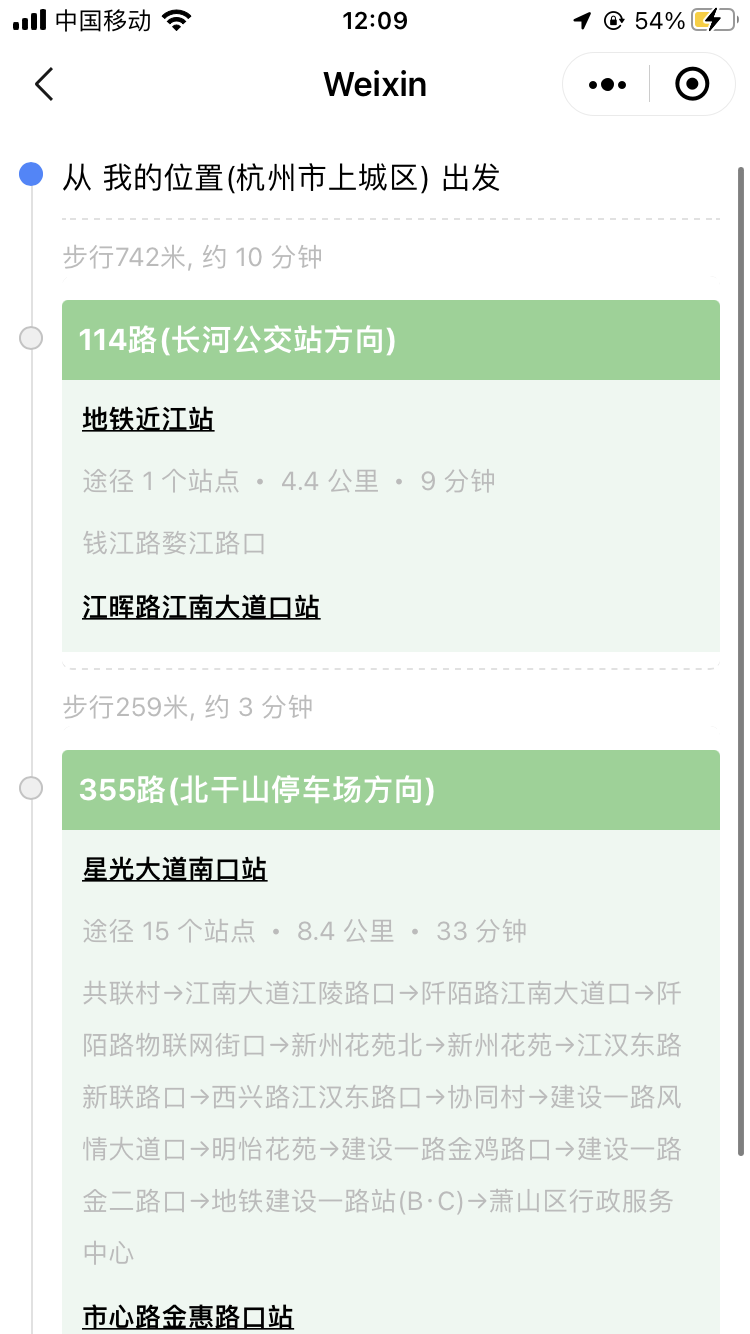 中国移动 12:09 54%
Weixin
从 我的位置(杭州市上城区) 出发
步行742米, 约 10 分钟
114路(长河公交站方向)
地铁近江站
途径 1 个站点 • 4.4 公里 • 9 分钟
钱江路婺江路口
江晖路江南大道口站
步行259米, 约 3 分钟
355路(北干山停车场方向)
星光大道南口站
途径 15 个站点 • 8.4 公里 • 33 分钟
共联村→江南大道江陵路口→阡陌路江南大道口→阡
陌路物联网街口→新州花苑北→新州花苑→江汉东路
新联路口→西兴路江汉东路口→协同村→建设一路风
情大道口→明怡花苑→建设一路金鸡路口→建设一路
金二路口→地铁建设一路站(B·C)→萧山区行政服务
中心
市心路金惠路口站